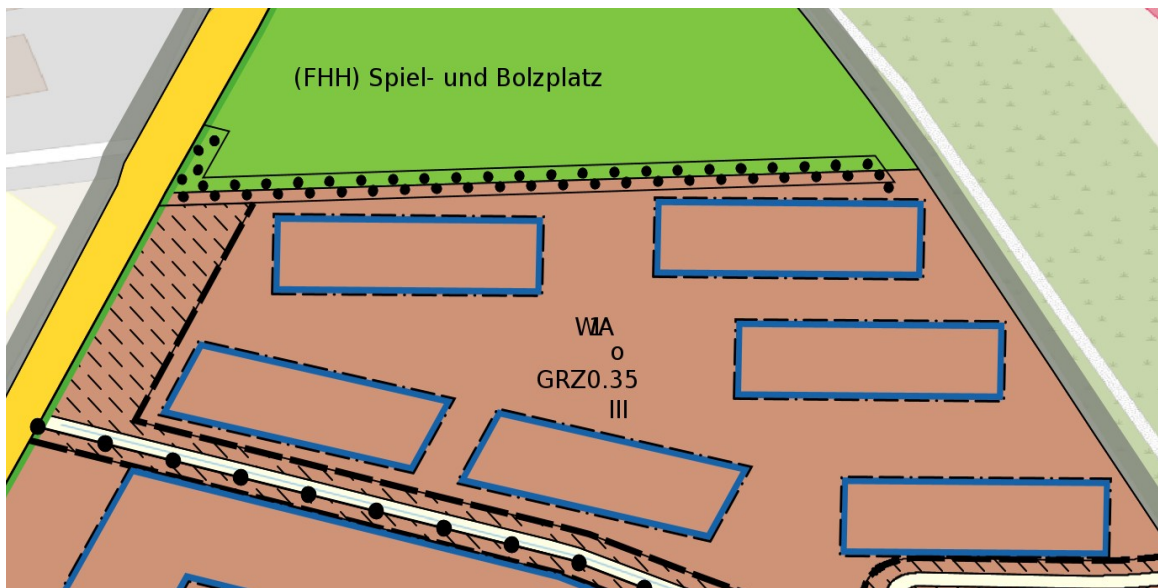 (FHH) Spiel- und Bolzplatz
WA
o
GRZ0.35
III